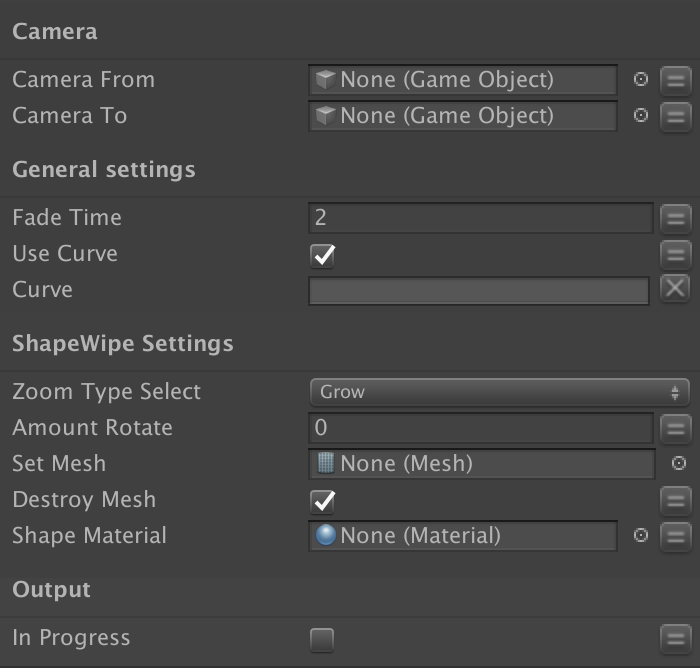 Camera
Camera From None (Game Object)
Camera To None (Game Object)
General settings
Fade Time 2
Use Curve
Curve
ShapeWipe Settings
Zoom Type Select Grow
Amount Rotate 0
Set Mesh None (Mesh)
Destroy Mesh
Shape Material None (Material)
Output
In Progress